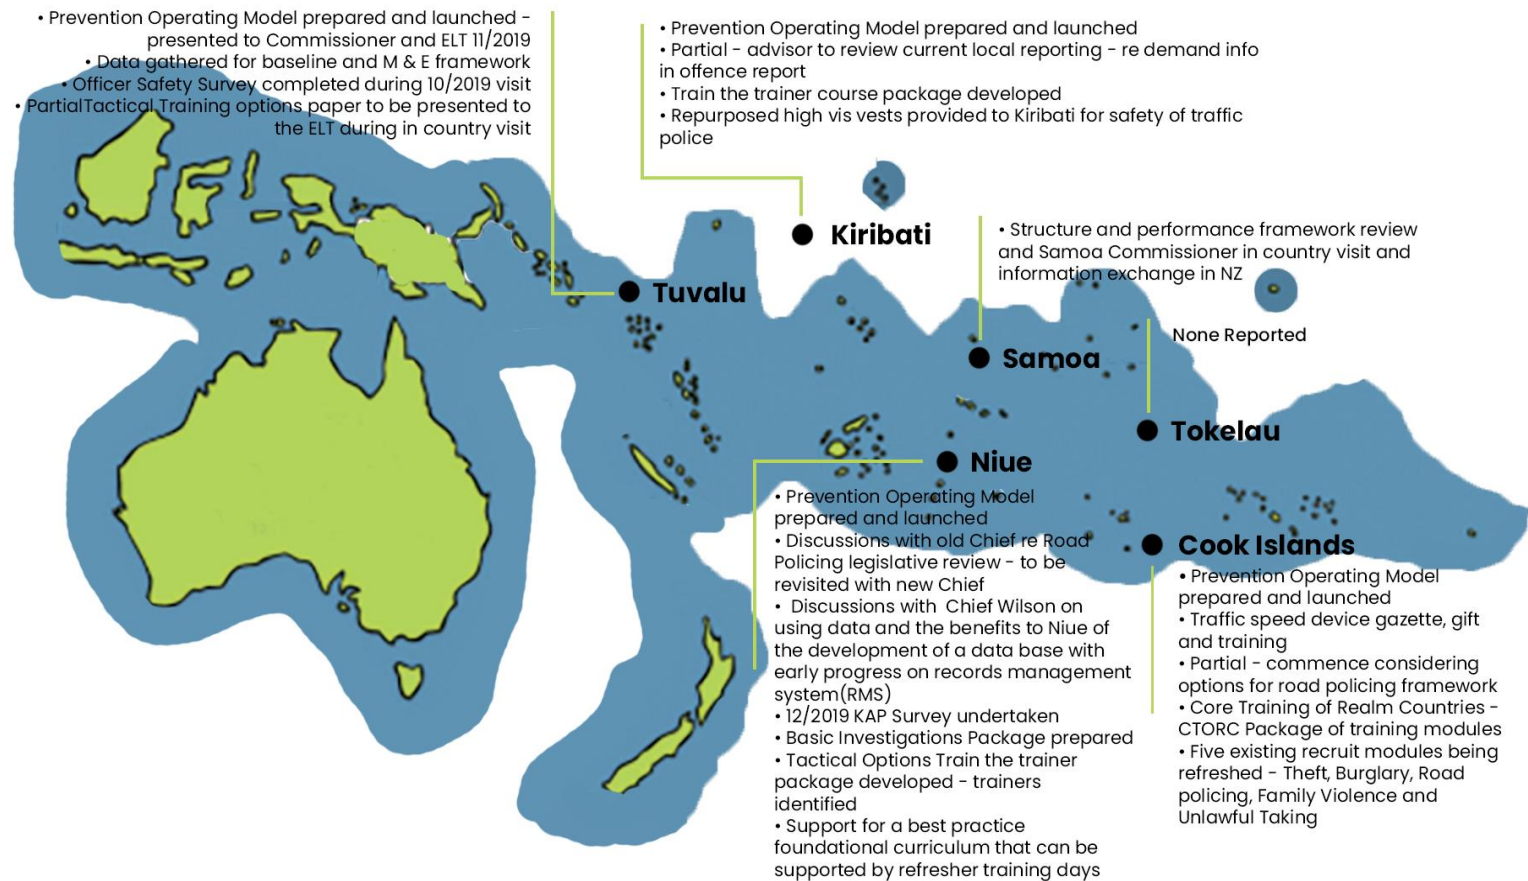 • Prevention Operating Model prepared and launched -
presented to Commissioner and ELT 11/2019
• Data gathered for baseline and M & E framework
• Officer Safety Survey completed during 10/2019 visit
• PartialTactical Training options paper to be presented to
the ELT during in country visit
• Prevention Operating Model prepared and launched
• Partial - advisor to review current local reporting - re demand info
in offence report
• Train the trainer course package developed
• Repurposed high vis vests provided to Kiribati for safety of traffic
police
Kiribati
• Structure and performance framework review
and Samoa Commissioner in country visit and
information exchange in NZ
Tuvalu
None Reported
Samoa
Tokelau
Niue
• Prevention Operating Model
prepared and launched
• Discussions with old Chief re Road
Policing legislative review - to be
revisited with new Chief
• Discussions with Chief Wilson on
using data and the benefits to Niue of
the development of a data base with
early progress on records management
system(RMS)
• 12/2019 KAP Survey undertaken
• Basic Investigations Package prepared
• Tactical Options Train the trainer
package developed - trainers
identified
• Support for a best practice
foundational curriculum that can be
supported by refresher training days
Cook Islands
• Prevention Operating Model
prepared and launched
• Traffic speed device gazette, gift
and training
• Partial - commence considering
options for road policing framework
• Core Training of Realm Countries -
CTORC Package of training modules
• Five existing recruit modules being
refreshed - Theft, Burglary, Road
policing, Family Violence and
Unlawful Taking